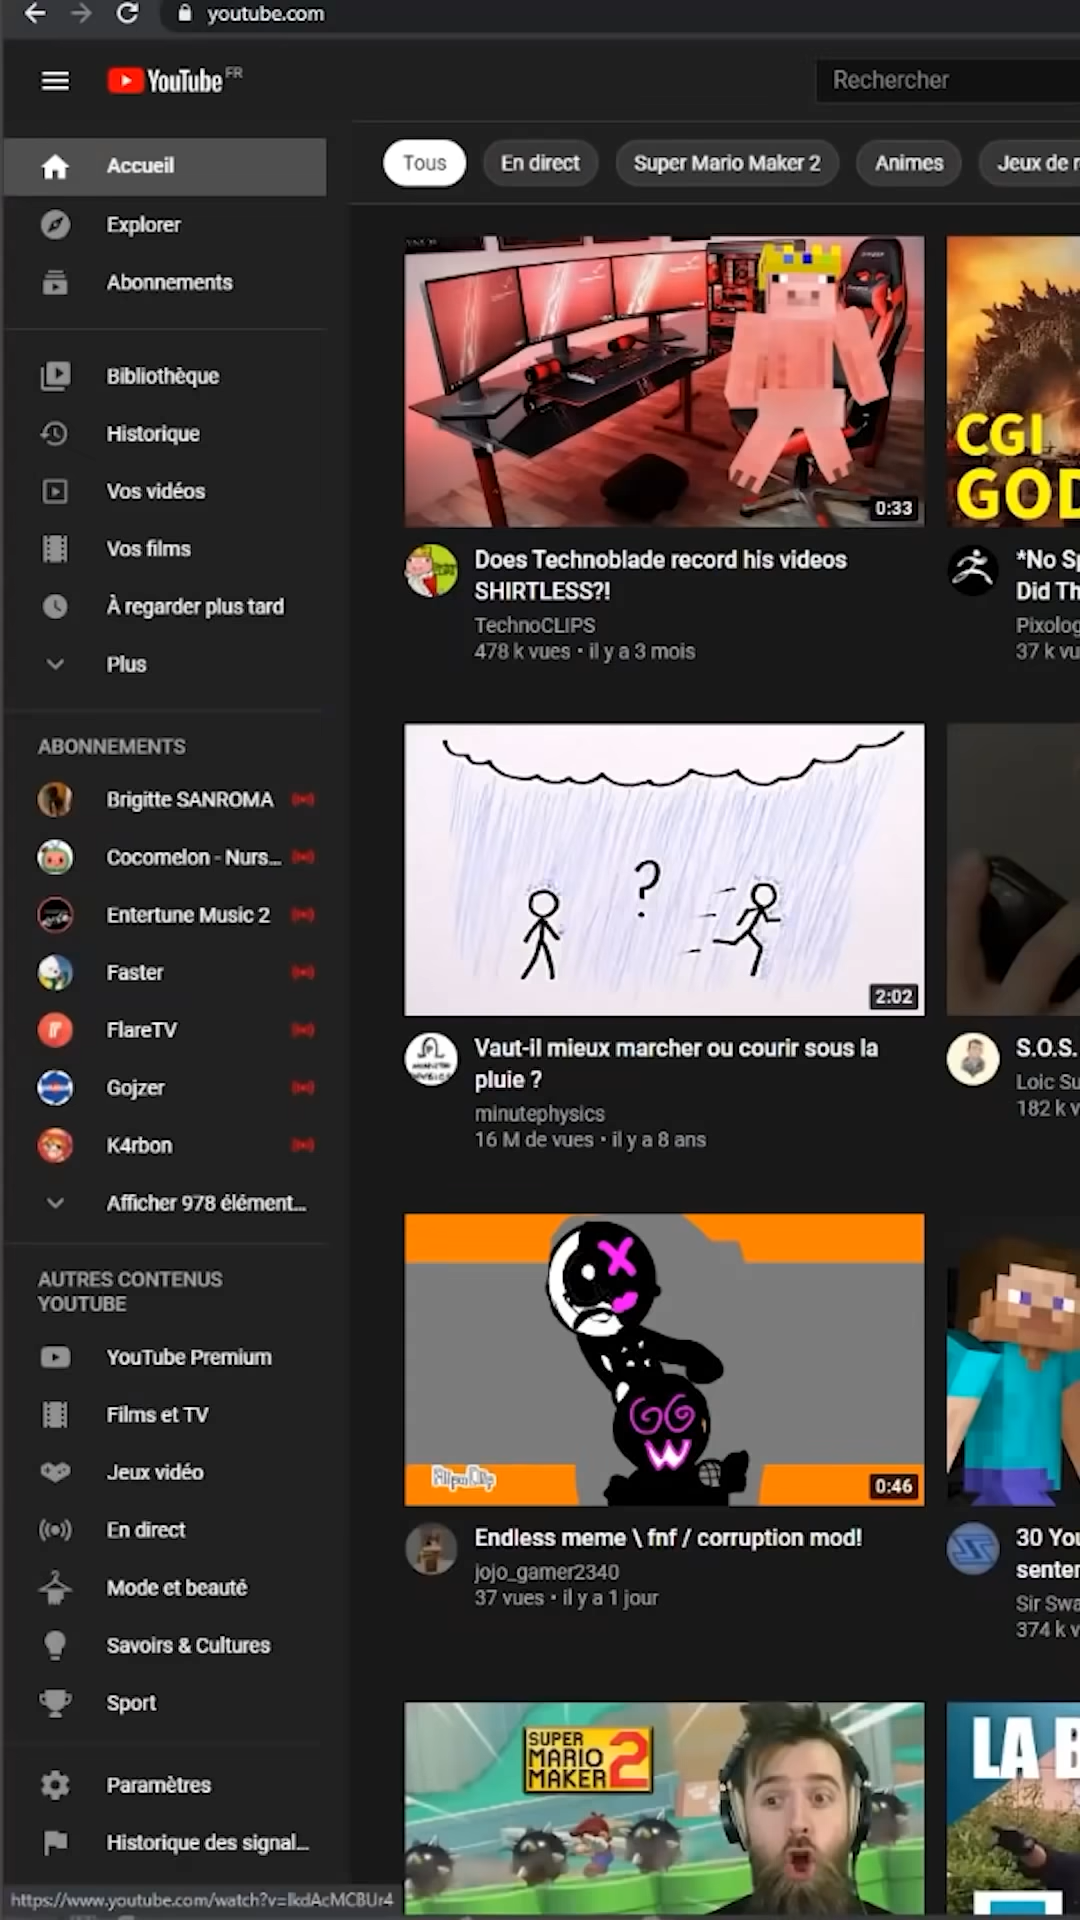 youtube.com
YouTube FR
Rechercher
Accueil
Explorer
Abonnements
Bibliothèque
Historique
Vos vidéos
Vos films
À regarder plus tard
Plus
ABONNEMENTS
Brigitte SANROMA
Cocomelon - Nurs...
Entertune Music 2
Faster
FlareTV
Gojzer
K4rbon
Afficher 978 élément...
AUTRES CONTENUS
YOUTUBE
YouTube Premium
Films et TV
Jeux vidéo
En direct
Mode et beauté
Savoirs & Cultures
Sport
Paramètres
Historique des signal...
https://www.youtube.com/watch?v=lkdAcMCBUr4
Tous
En direct
Super Mario Maker 2
Animes
Jeux de r
0:33
Does Technoblade record his videos
SHIRTLESS?!
TechnoCLIPS
478 k vues • il y a 3 mois
CGI
GOD
*No Sp
Did Th
Pixolog
37 k vu
?
2:02
Vaut-il mieux marcher ou courir sous la
pluie ?
minutephysics
16 M de vues • il y a 8 ans
S.O.S.
Loic Su
182 k v
FlipaClip
0:46
Endless meme \ fnf / corruption mod!
jojo_gamer2340
37 vues • il y a 1 jour
30 You
senten
Sir Swa
374 k v
SUPER
MARIO
MAKER 2
LA B